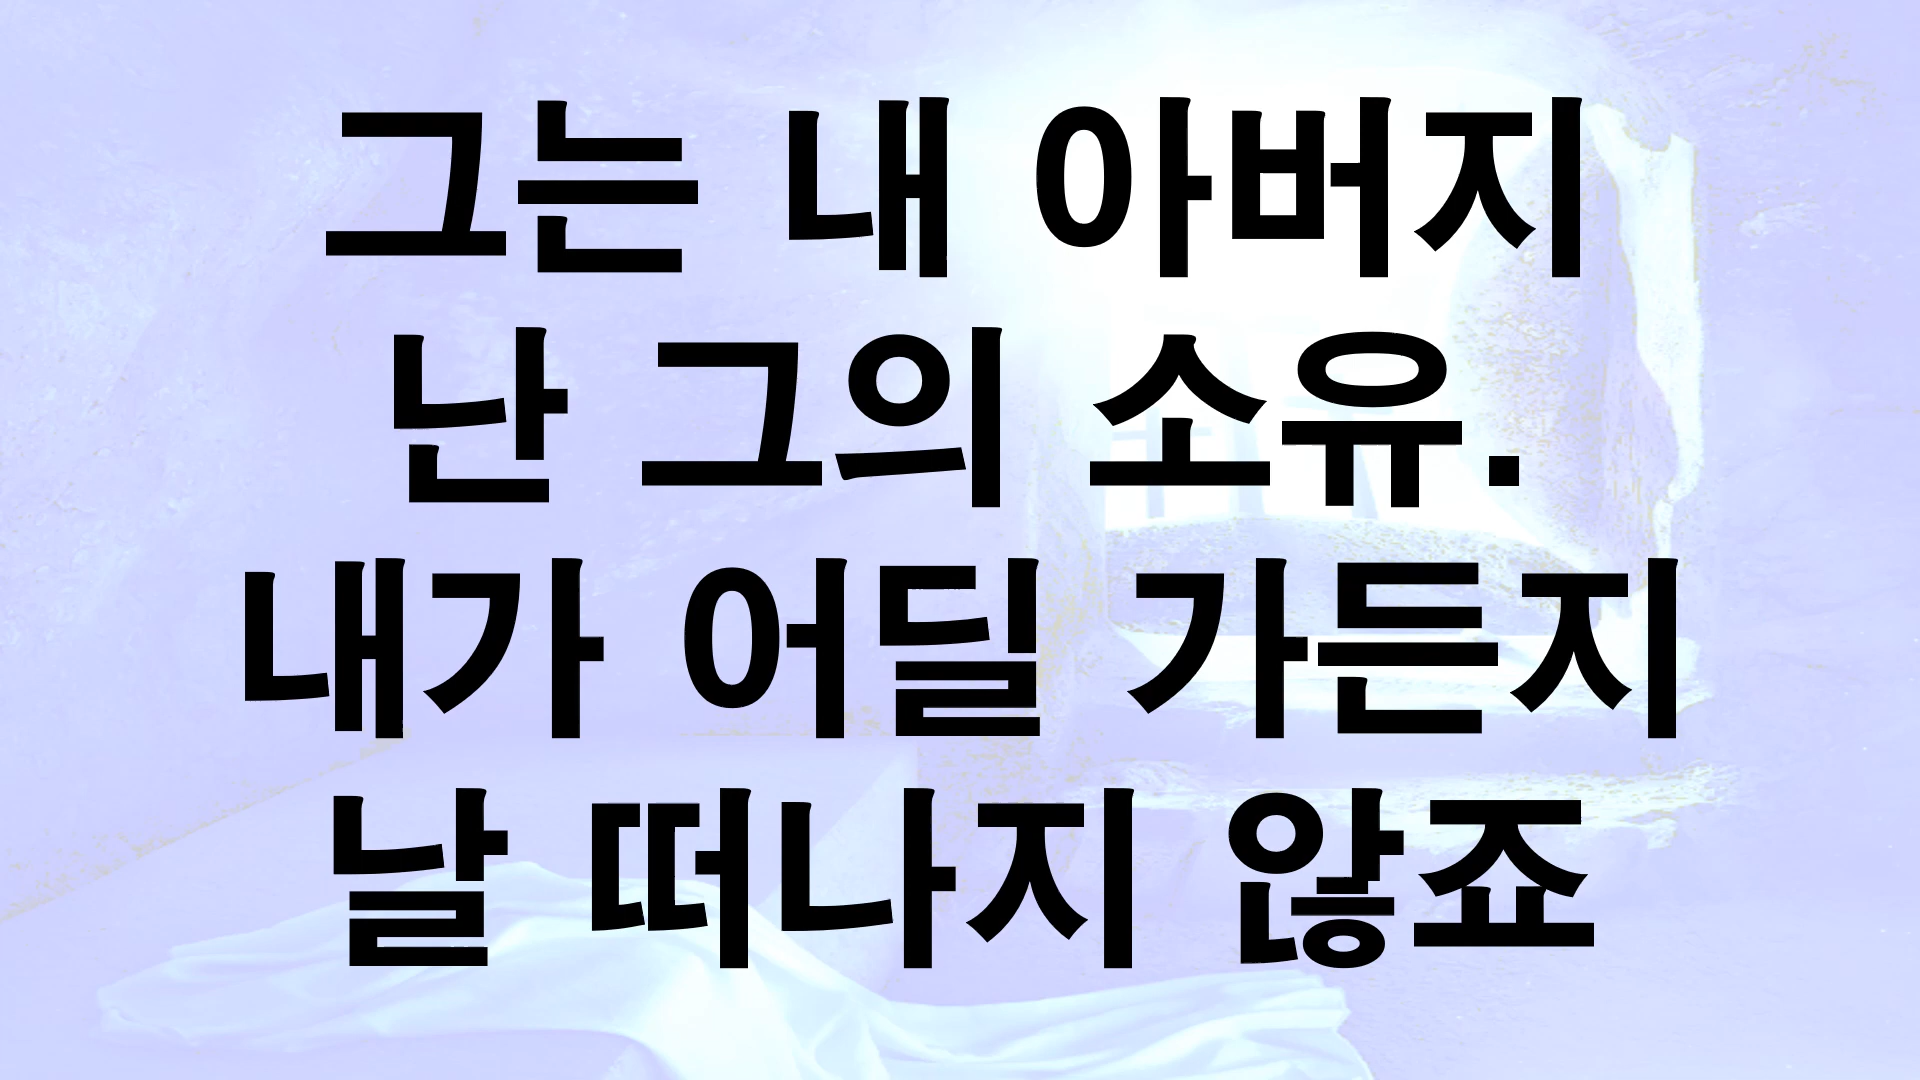 그는 내 아버지
난 그의 소유.
내가 어딜 가든지
날 떠나지 않죠